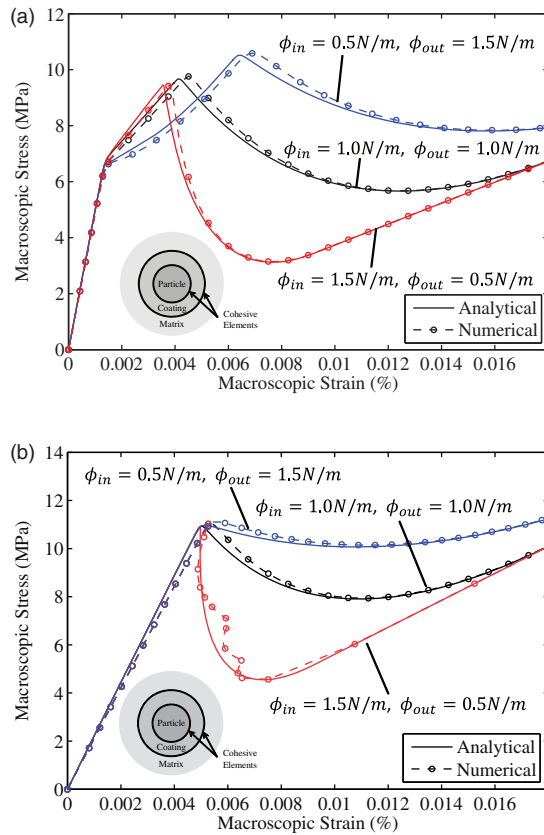 (a)
12
10
8
6
4
2
0
Macroscopic Stress (MPa)
ϕin = 0.5N/m, ϕout = 1.5N/m
ϕin = 1.0N/m, ϕout = 1.0N/m
ϕin = 1.5N/m, ϕout = 0.5N/m
Particle
Coating
Matrix
Cohesive
Elements
Analytical
Numerical
0 0.002 0.004 0.006 0.008 0.01 0.012 0.014 0.016
Macroscopic Strain (%)
(b)
14
12
10
8
6
4
2
0
Macroscopic Stress (MPa)
ϕin = 0.5N/m, ϕout = 1.5N/m
ϕin = 1.0N/m, ϕout = 1.0N/m
ϕin = 1.5N/m, ϕout = 0.5N/m
Particle
Coating
Matrix
Cohesive
Elements
Analytical
Numerical
0 0.002 0.004 0.006 0.008 0.01 0.012 0.014 0.016
Macroscopic Strain (%)